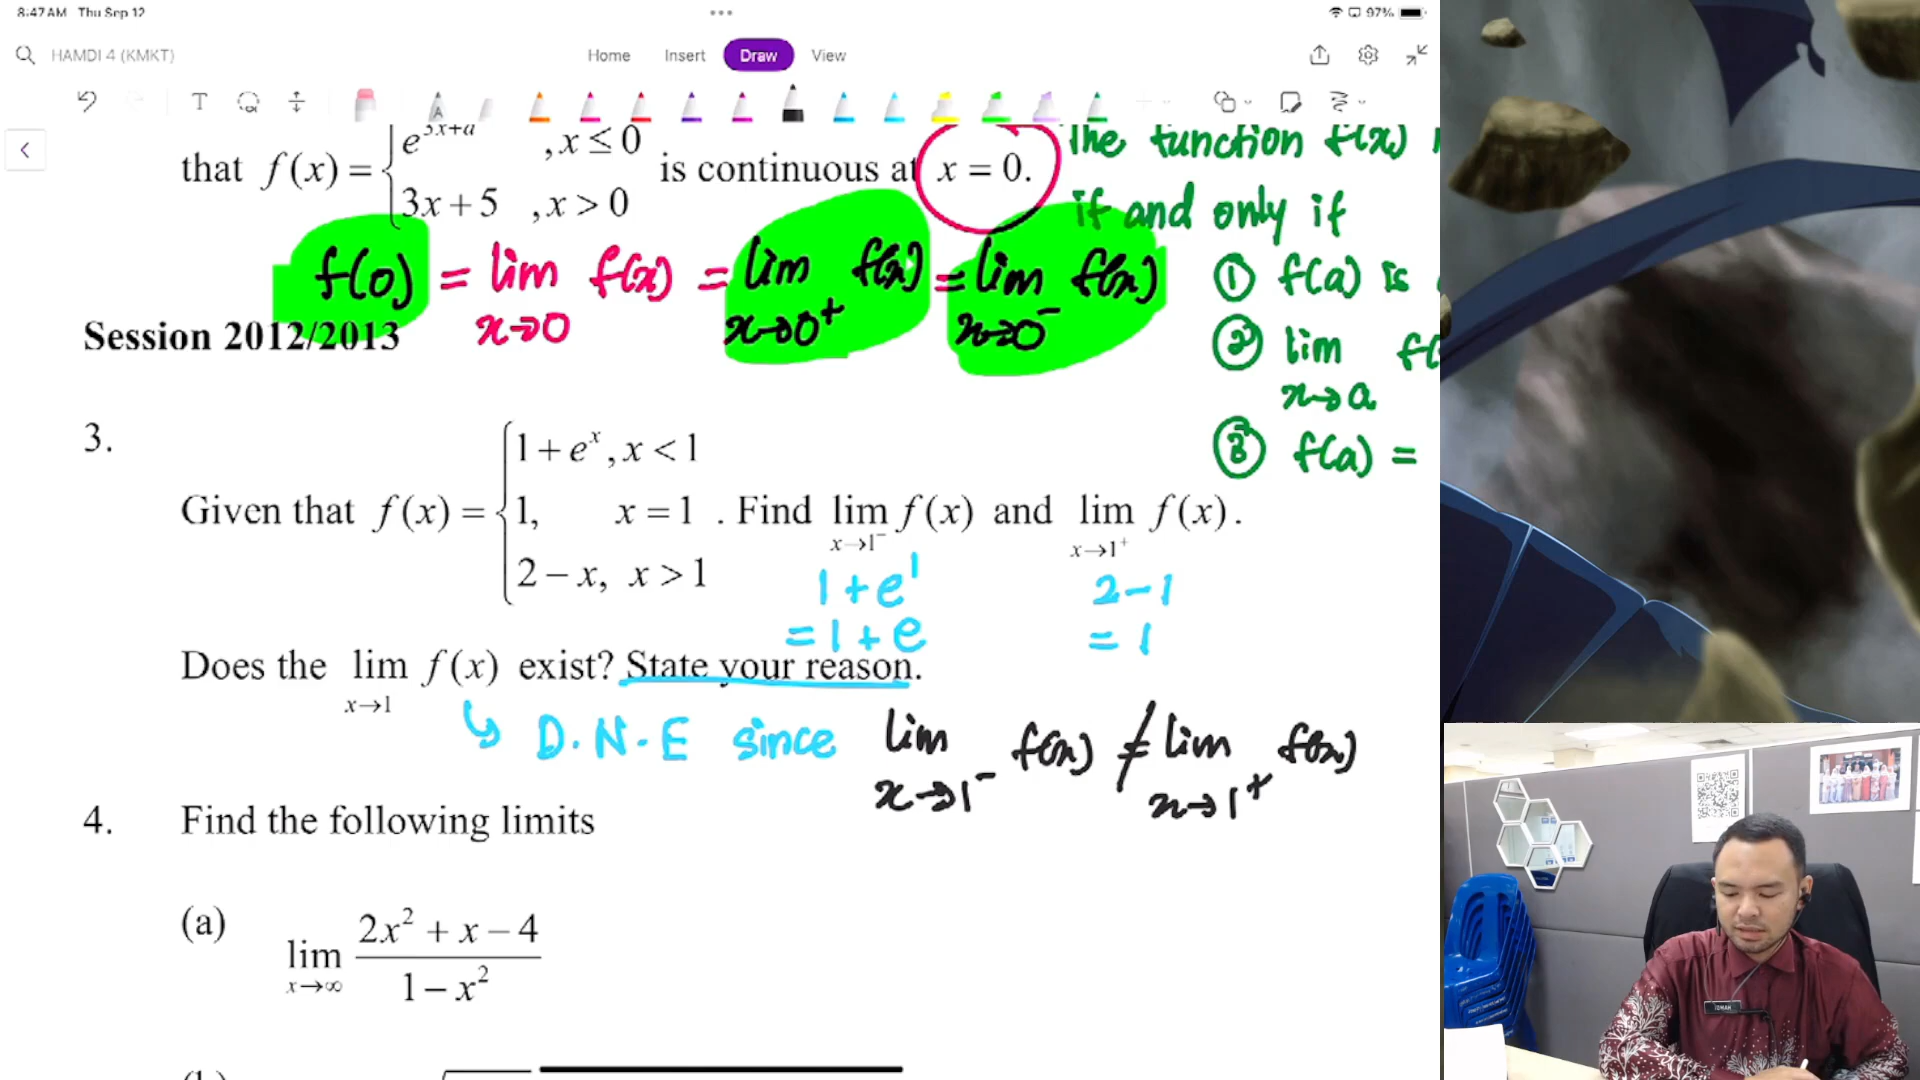 8:47 AM Thu Sep 12
97%
HAMDI 4 (KMKT)
Home Insert Draw View
that f(x) = { e^{3x+a} , x ≤ 0
3x + 5 , x > 0
is continuous at x = 0.
The function f(x)
if and only if
① f(a) is
② lim x→a
③ f(a) =
f(0) = lim x→0 f(x) = lim x→0⁺ f(x) = lim x→0⁻ f(x)
Session 2012/2013
3.
Given that f(x) = { 1 + e^x, x < 1
1, x = 1
2 − x, x > 1
. Find lim x→1⁻ f(x) and lim x→1⁺ f(x).
1 + e¹
= 1 + e
2 − 1
= 1
Does the lim x→1 f(x) exist? State your reason.
↳ D.N.E since lim x→1⁻ f(x) ≠ lim x→1⁺ f(x)
4. Find the following limits
(a) lim x→∞ (2x² + x − 4)/(1 − x²)